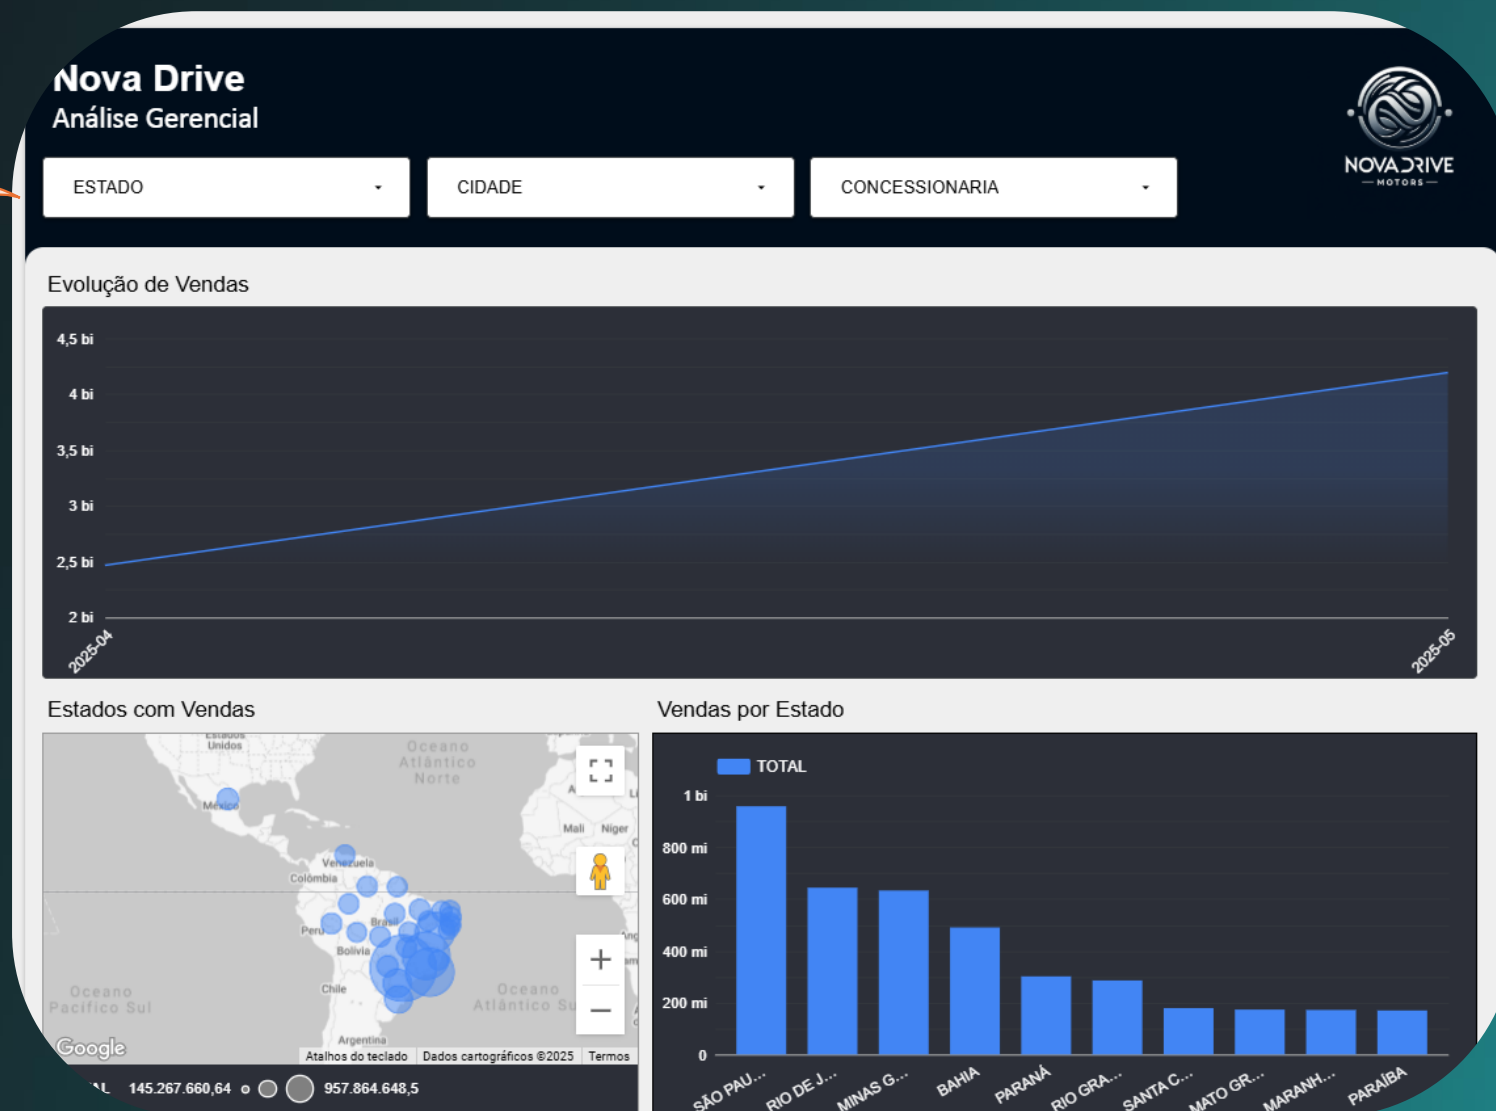 Nova Drive
Análise Gerencial
NOVADRIVE
MOTORS
ESTADO
CIDADE
CONCESSIONARIA
Evolução de Vendas
4,5 bi
4 bi
3,5 bi
3 bi
2,5 bi
2 bi
2025-04
2025-05
Estados com Vendas
Estados
Unidos
México
Oceano
Atlântico
Norte
Mali
Níger
Venezuela
Colômbia
Peru
Brasil
Bolívia
Chile
Argentina
Oceano
Pacífico Sul
Oceano
Atlântico Su
Google
Atalhos do teclado
Dados cartográficos ©2025
Termos
145.267.660,64
957.864.648,5
Vendas por Estado
TOTAL
1 bi
800 mi
600 mi
400 mi
200 mi
0
SÃO PAU...
RIO DE J...
MINAS G...
BAHIA
PARANÁ
RIO GRA...
SANTA C...
MATO GR...
MARANH...
PARAÍBA